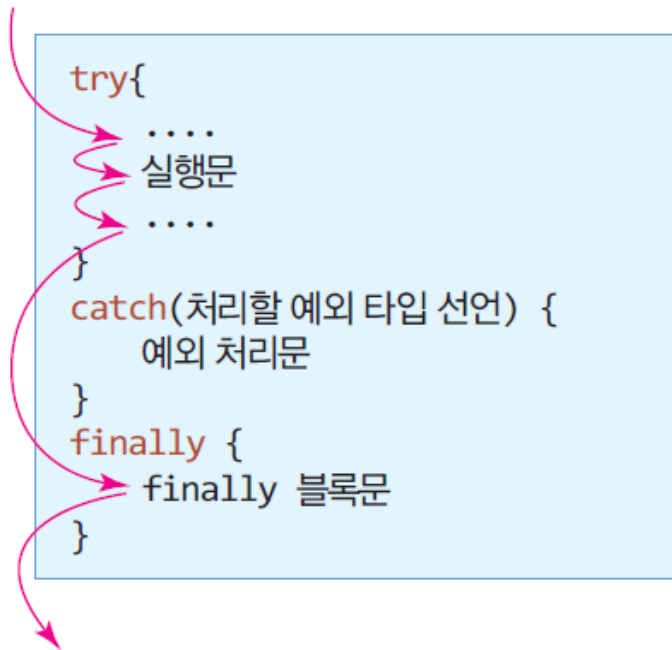 try{
....
실행문
....
}
catch(처리할 예외 타입 선언) {
예외 처리문
}
finally {
finally 블록문
}